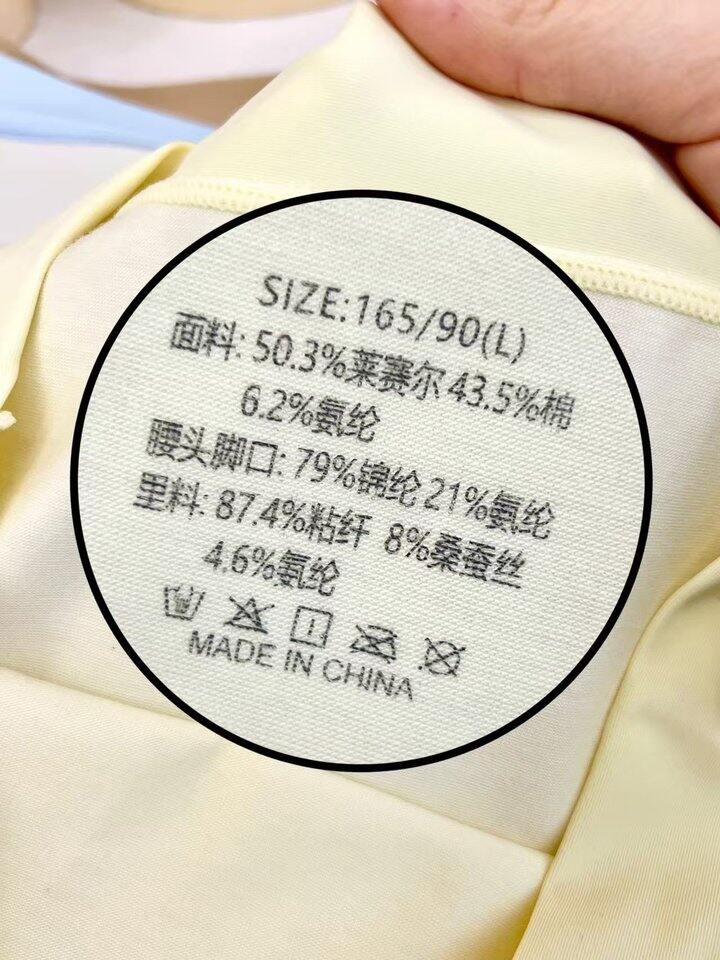 SIZE:165/90(L)
面料: 50.3%莱赛尔 43.5%棉
6.2%氨纶
腰头脚口: 79%锦纶 21%氨纶
里料: 87.4%粘纤 8%桑蚕丝
4.6%氨纶
MADE IN CHINA